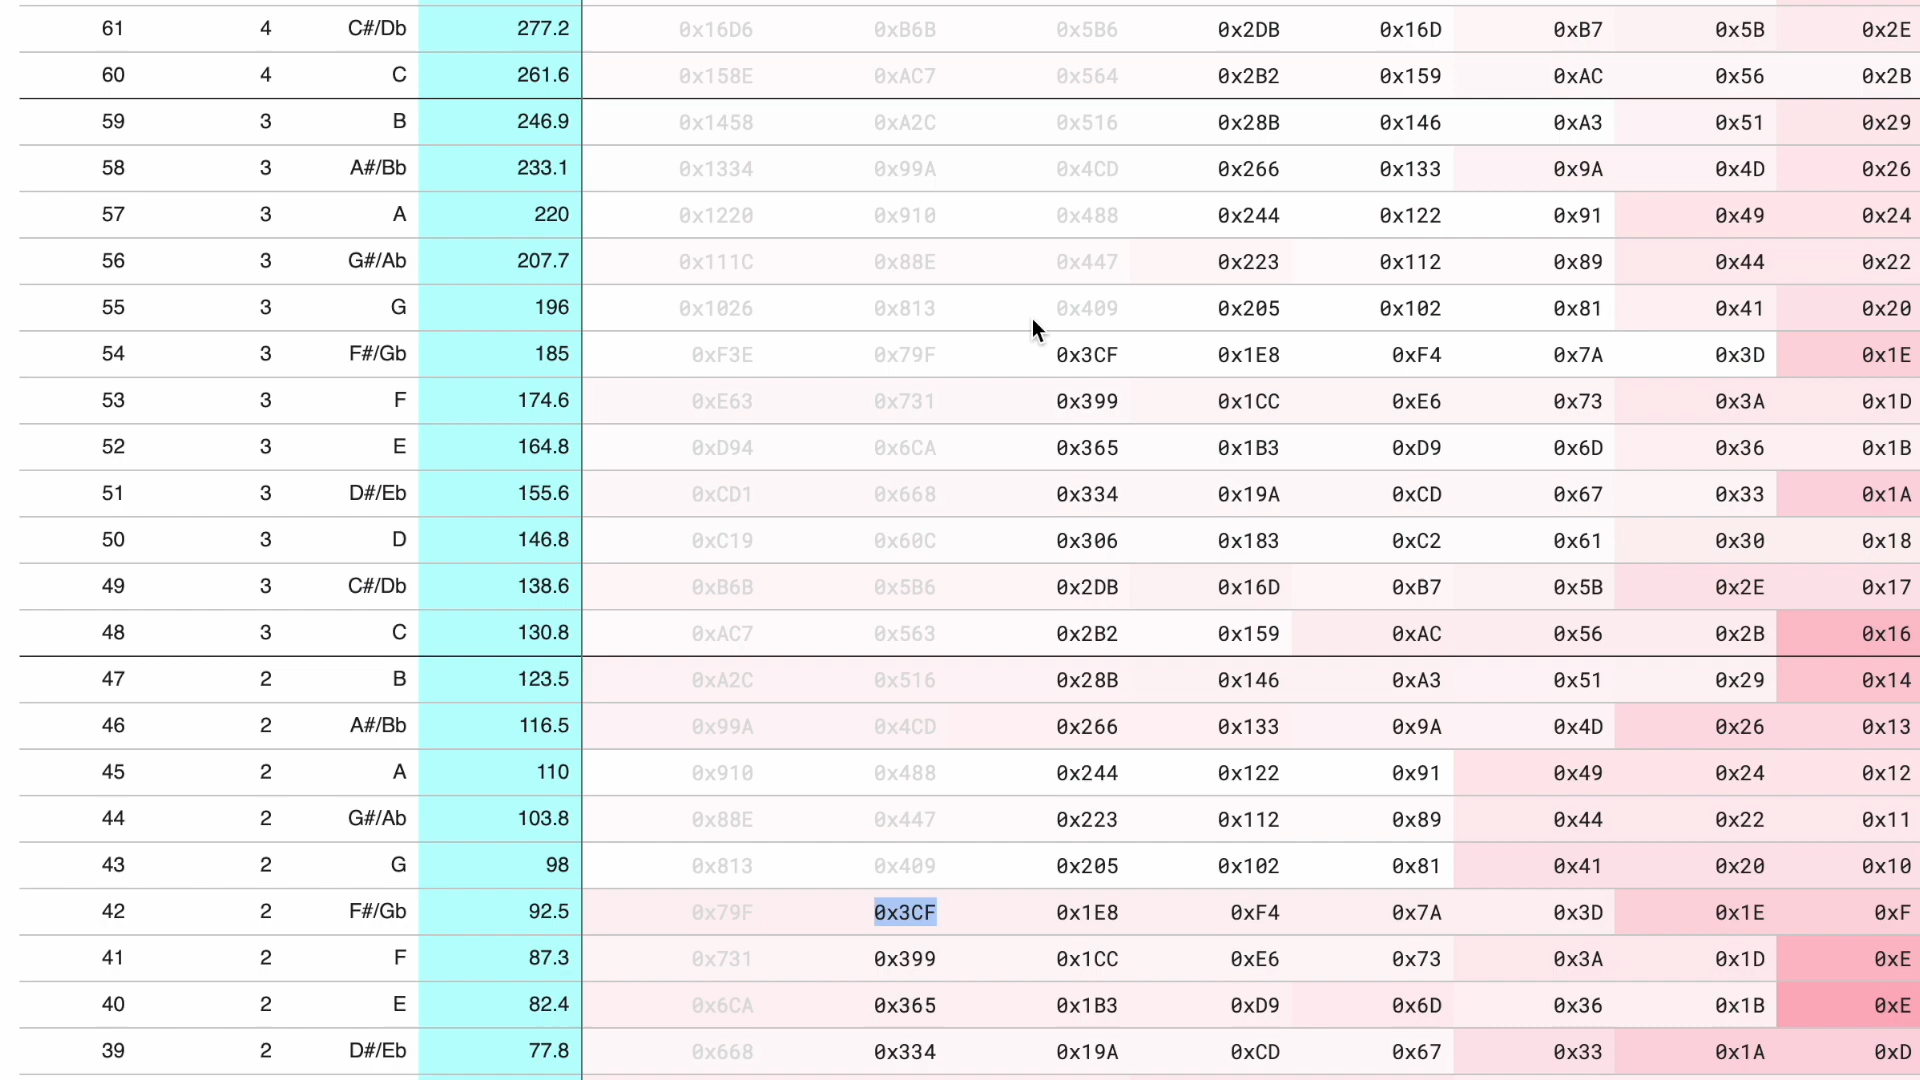 61 4 C#/Db 277.2 0x16D6 0xB6B 0x5B6 0x2DB 0x16D 0xB7 0x5B 0x2E
60 4 C 261.6 0x158E 0xAC7 0x564 0x2B2 0x159 0xAC 0x56 0x2B
59 3 B 246.9 0x1458 0xA2C 0x516 0x28B 0x146 0xA3 0x51 0x29
58 3 A#/Bb 233.1 0x1334 0x99A 0x4CD 0x266 0x133 0x9A 0x4D 0x26
57 3 A 220 0x1220 0x910 0x488 0x244 0x122 0x91 0x49 0x24
56 3 G#/Ab 207.7 0x111C 0x88E 0x447 0x223 0x112 0x89 0x44 0x22
55 3 G 196 0x1026 0x813 0x409 0x205 0x102 0x81 0x41 0x20
54 3 F#/Gb 185 0xF3E 0x79F 0x3CF 0x1E8 0xF4 0x7A 0x3D 0x1E
53 3 F 174.6 0xE63 0x731 0x399 0x1CC 0xE6 0x73 0x3A 0x1D
52 3 E 164.8 0xD94 0x6CA 0x365 0x1B3 0xD9 0x6D 0x36 0x1B
51 3 D#/Eb 155.6 0xCD1 0x668 0x334 0x19A 0xCD 0x67 0x33 0x1A
50 3 D 146.8 0xC19 0x60C 0x306 0x183 0xC2 0x61 0x30 0x18
49 3 C#/Db 138.6 0xB6B 0x5B6 0x2DB 0x16D 0xB7 0x5B 0x2E 0x17
48 3 C 130.8 0xAC7 0x563 0x2B2 0x159 0xAC 0x56 0x2B 0x16
47 2 B 123.5 0xA2C 0x516 0x28B 0x146 0xA3 0x51 0x29 0x14
46 2 A#/Bb 116.5 0x99A 0x4CD 0x266 0x133 0x9A 0x4D 0x26 0x13
45 2 A 110 0x910 0x488 0x244 0x122 0x91 0x49 0x24 0x12
44 2 G#/Ab 103.8 0x88E 0x447 0x223 0x112 0x89 0x44 0x22 0x11
43 2 G 98 0x813 0x409 0x205 0x102 0x81 0x41 0x20 0x10
42 2 F#/Gb 92.5 0x79F 0x3CF 0x1E8 0xF4 0x7A 0x3D 0x1E 0xF
41 2 F 87.3 0x731 0x399 0x1CC 0xE6 0x73 0x3A 0x1D 0xE
40 2 E 82.4 0x6CA 0x365 0x1B3 0xD9 0x6D 0x36 0x1B 0xE
39 2 D#/Eb 77.8 0x668 0x334 0x19A 0xCD 0x67 0x33 0x1A 0xD